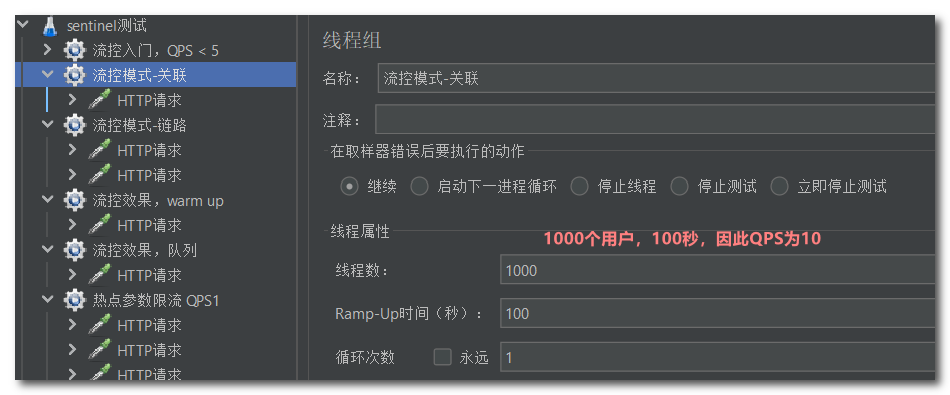 sentinel测试
流控入门，QPS < 5
流控模式-关联
HTTP请求
流控模式-链路
HTTP请求
HTTP请求
流控效果，warm up
HTTP请求
流控效果，队列
HTTP请求
热点参数限流 QPS1
HTTP请求
HTTP请求
HTTP请求
线程组
名称： 流控模式-关联
注释：
在取样器错误后要执行的动作
继续 启动下一进程循环 停止线程 停止测试 立即停止测试
线程属性
1000个用户，100秒，因此QPS为10
线程数： 1000
Ramp-Up时间（秒）： 100
循环次数 永远 1